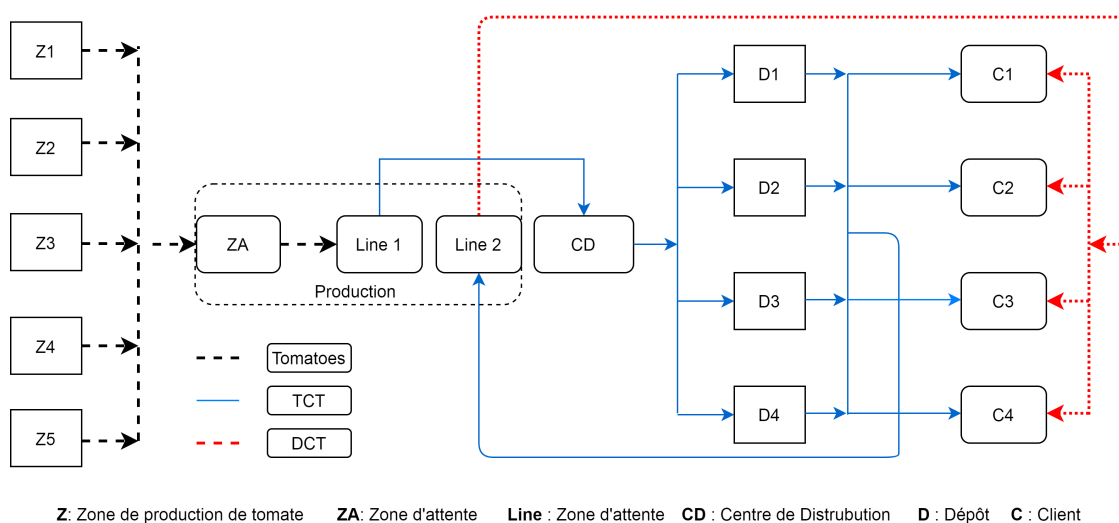 Z1
Z2
Z3
Z4
Z5
ZA
Line 1
Line 2
Production
CD
D1
D2
D3
D4
C1
C2
C3
C4
Tomatoes
TCT
DCT
Z: Zone de production de tomate ZA: Zone d'attente Line : Zone d'attente CD : Centre de Distrubution D : Dépôt C : Client